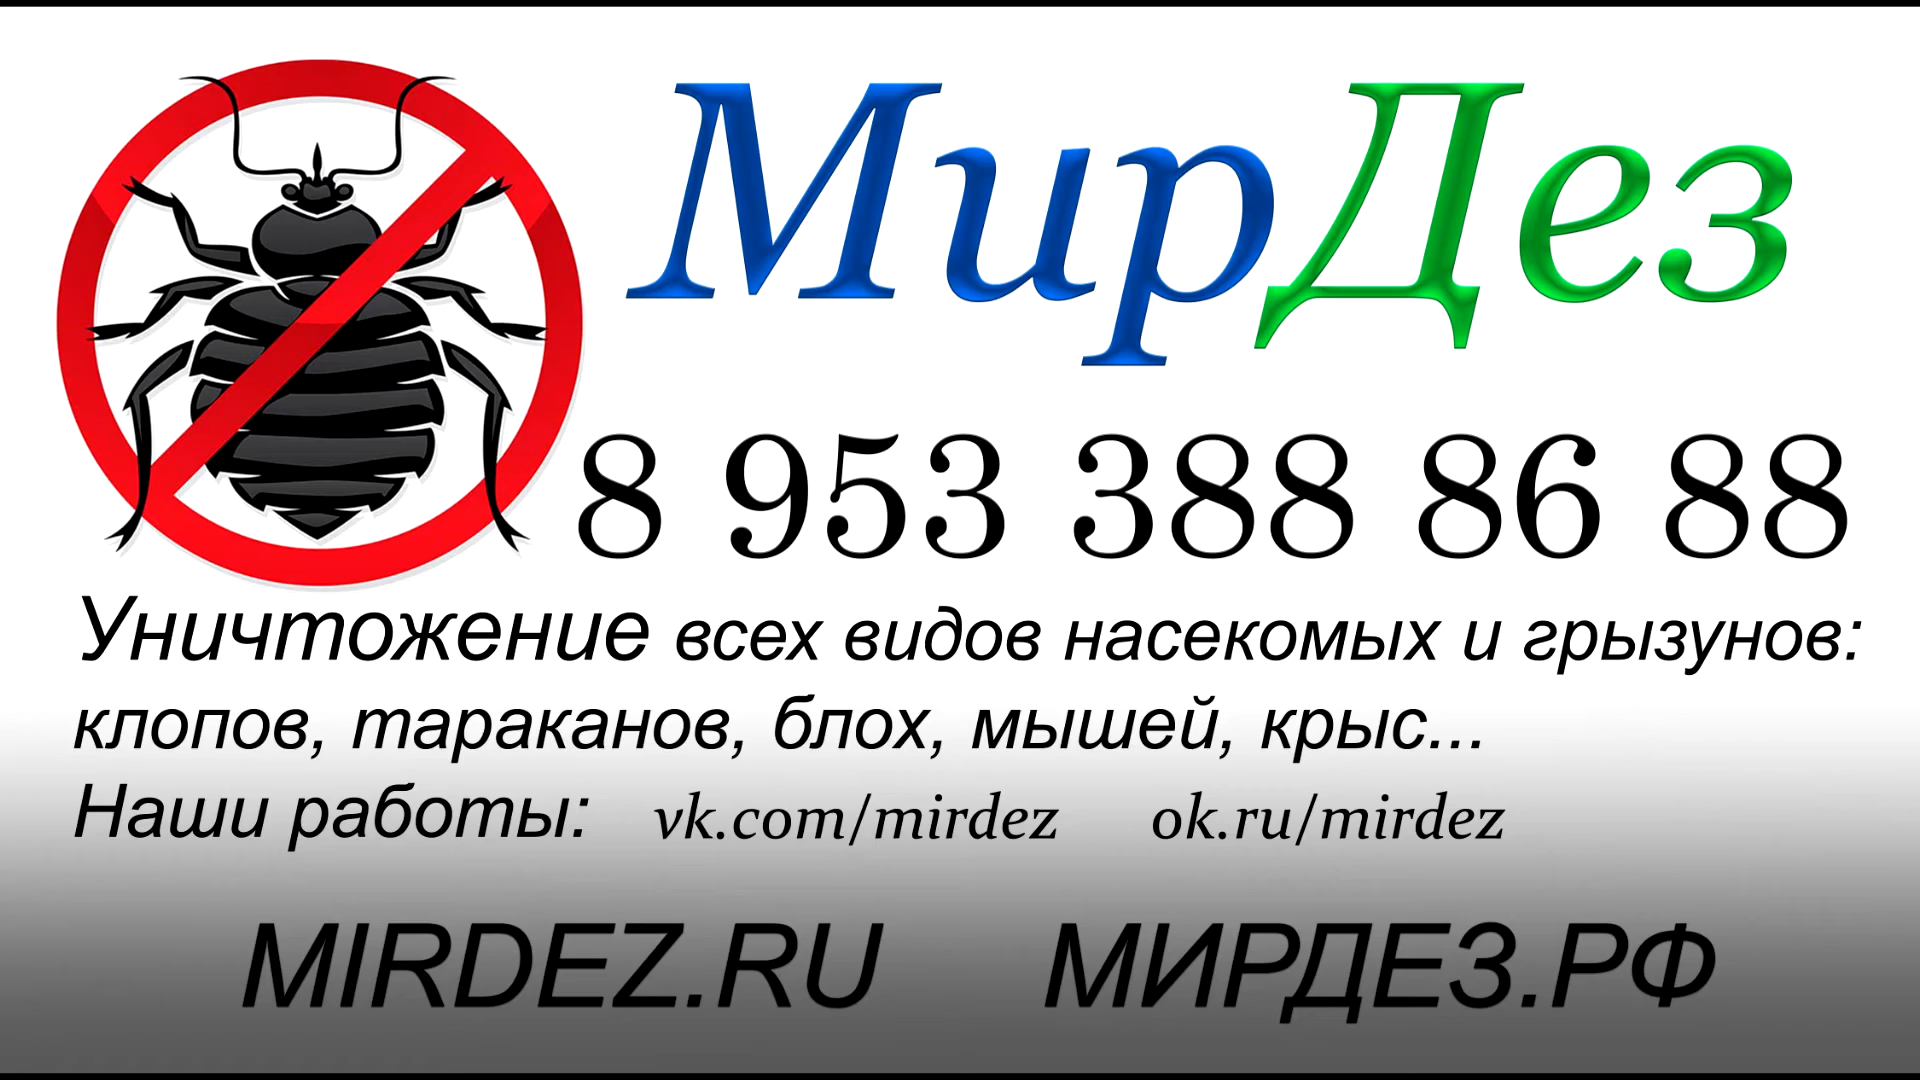 МирДез
8 953 388 86 88
Уничтожение всех видов насекомых и грызунов:
клопов, тараканов, блох, мышей, крыс...
Наши работы: vk.com/mirdez ok.ru/mirdez
MIRDEZ.RU МИРДЕЗ.РФ